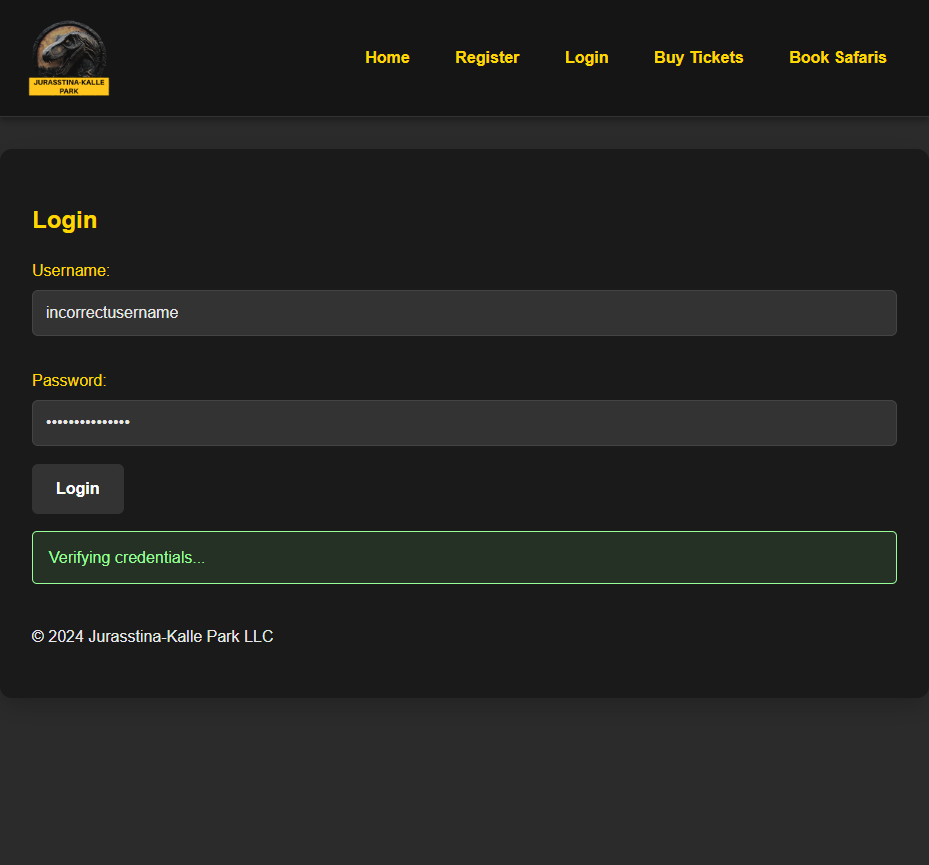 JURASSTINA-KALLE
PARK
Home Register Login Buy Tickets Book Safaris
Login
Username:
incorrectusername
Password:
•••••••••••••••
Login
Verifying credentials...
© 2024 Jurasstina-Kalle Park LLC